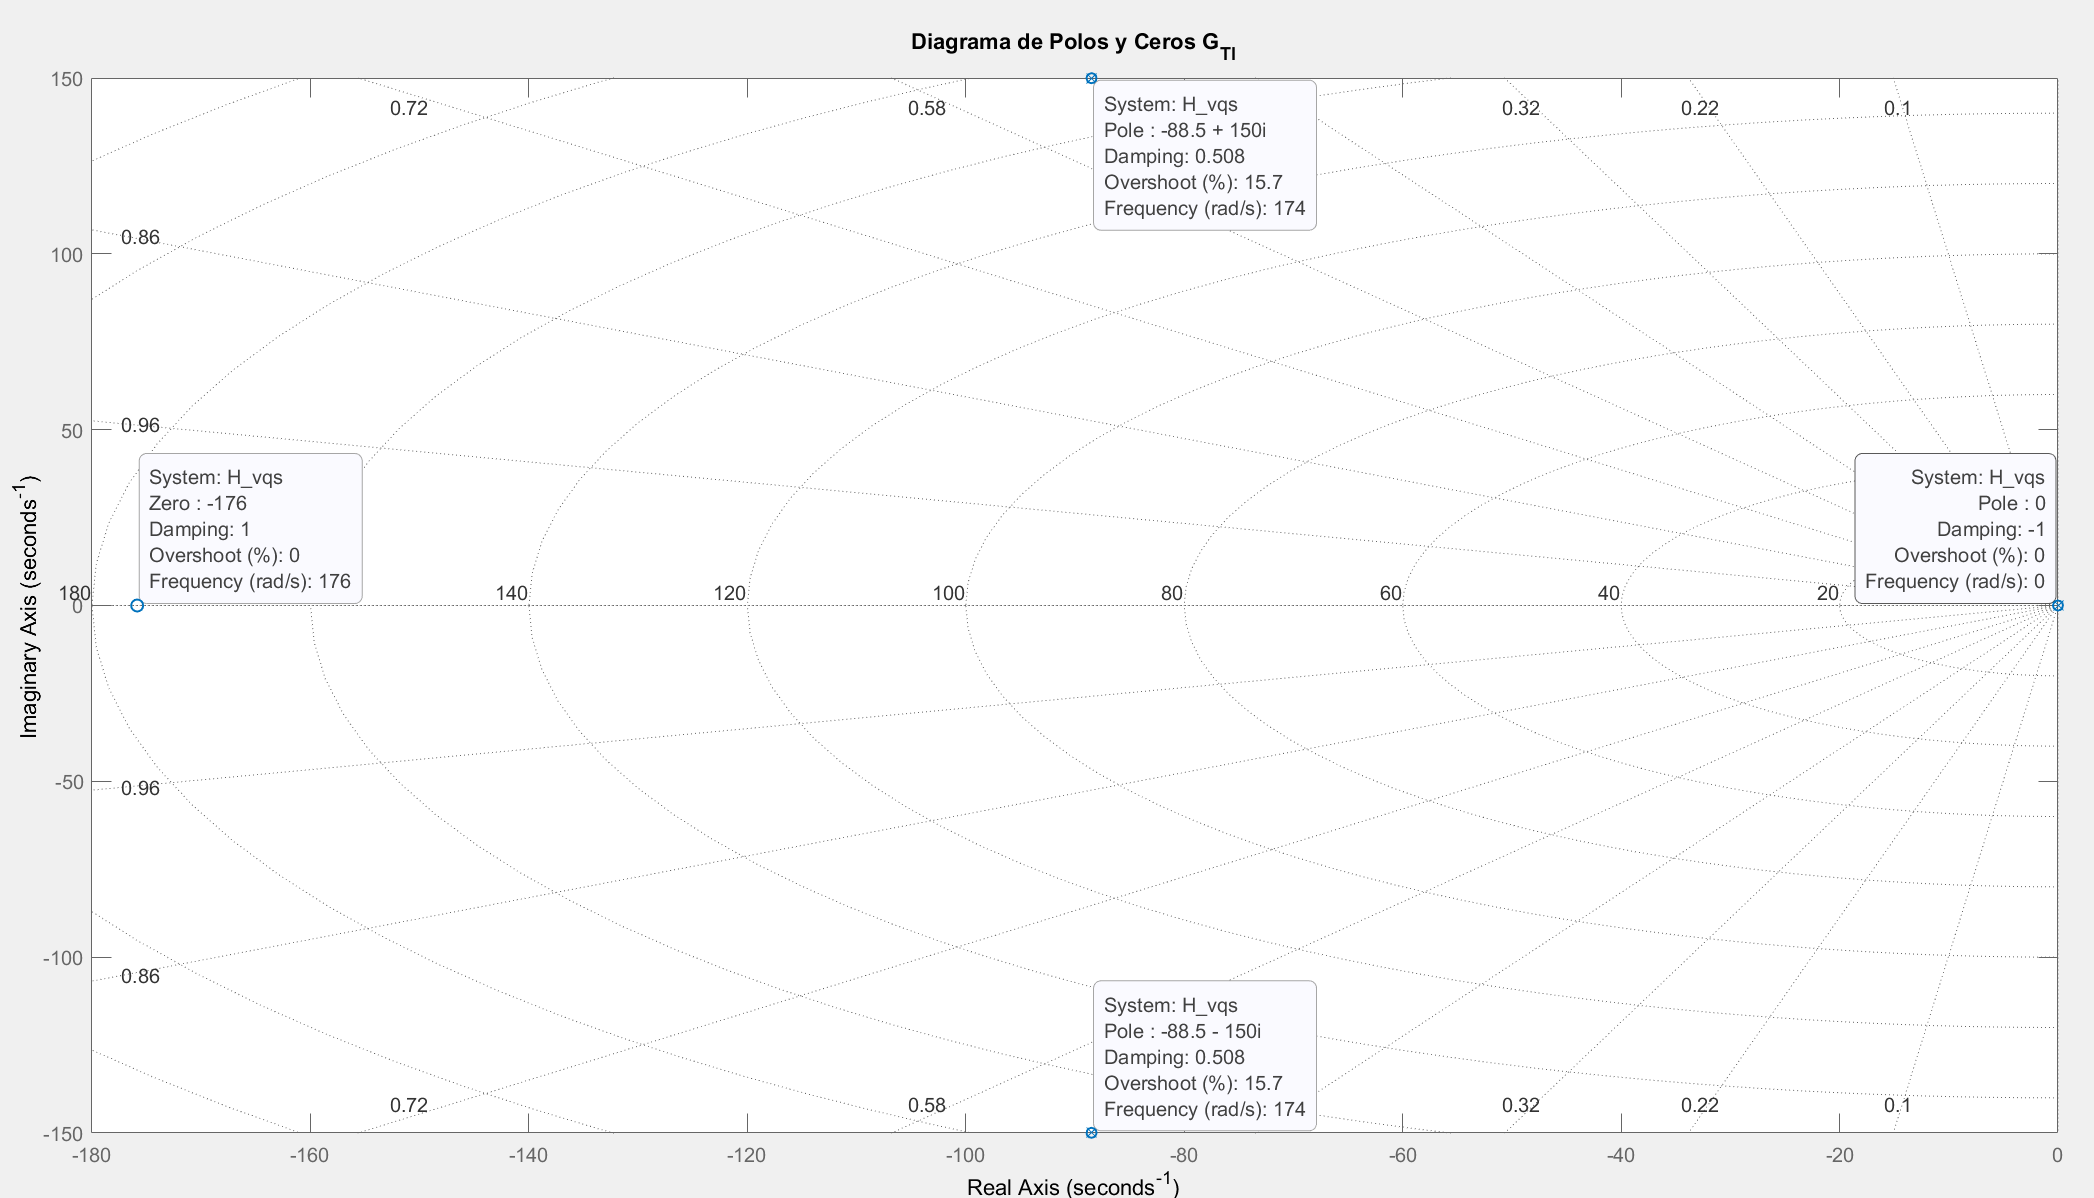 Diagrama de Polos y Ceros G_TI
150
0.72
0.58
0.32
0.22
0.1
System: H_vqs
Pole : -88.5 + 150i
Damping: 0.508
Overshoot (%): 15.7
Frequency (rad/s): 174
0.86
100
0.96
50
System: H_vqs
Zero : -176
Damping: 1
Overshoot (%): 0
Frequency (rad/s): 176
System: H_vqs
Pole : 0
Damping: -1
Overshoot (%): 0
Frequency (rad/s): 0
180
140
120
100
80
60
40
20
0
Imaginary Axis (seconds^-1)
-50
0.96
-100
0.86
System: H_vqs
Pole : -88.5 - 150i
Damping: 0.508
Overshoot (%): 15.7
Frequency (rad/s): 174
0.72
0.58
0.32
0.22
0.1
-150
-180
-160
-140
-120
-100
-80
-60
-40
-20
0
Real Axis (seconds^-1)